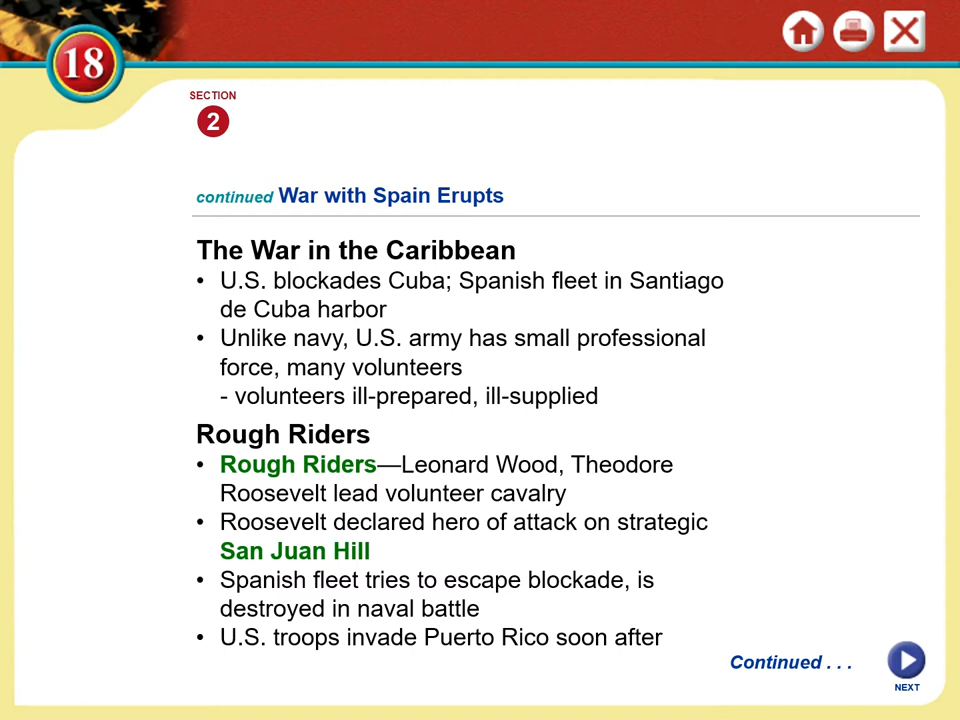 18
SECTION
2
continued War with Spain Erupts
The War in the Caribbean
• U.S. blockades Cuba; Spanish fleet in Santiago
de Cuba harbor
• Unlike navy, U.S. army has small professional
force, many volunteers
- volunteers ill-prepared, ill-supplied
Rough Riders
• Rough Riders—Leonard Wood, Theodore
Roosevelt lead volunteer cavalry
• Roosevelt declared hero of attack on strategic
San Juan Hill
• Spanish fleet tries to escape blockade, is
destroyed in naval battle
• U.S. troops invade Puerto Rico soon after
Continued . . .
NEXT